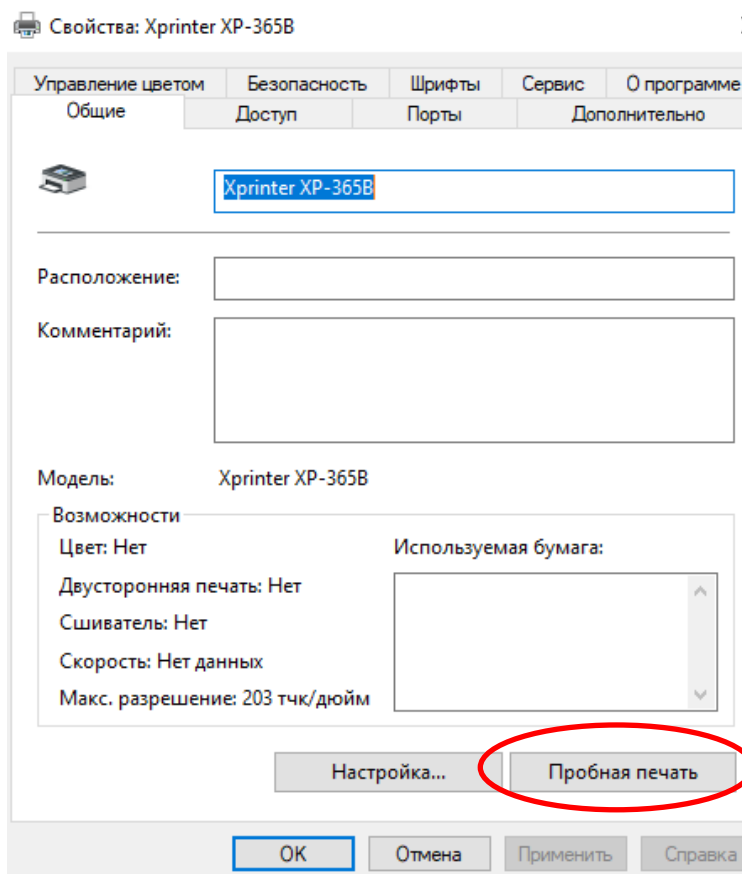 Свойства: Xprinter XP-365B
Управление цветом Безопасность Шрифты Сервис О программе
Общие Доступ Порты Дополнительно
Xprinter XP-365B
Расположение:
Комментарий:
Модель: Xprinter XP-365B
Возможности
Цвет: Нет Используемая бумага:
Двусторонняя печать: Нет
Сшиватель: Нет
Скорость: Нет данных
Макс. разрешение: 203 тчк/дюйм
Настройка... Пробная печать
OK Отмена Применить Справка